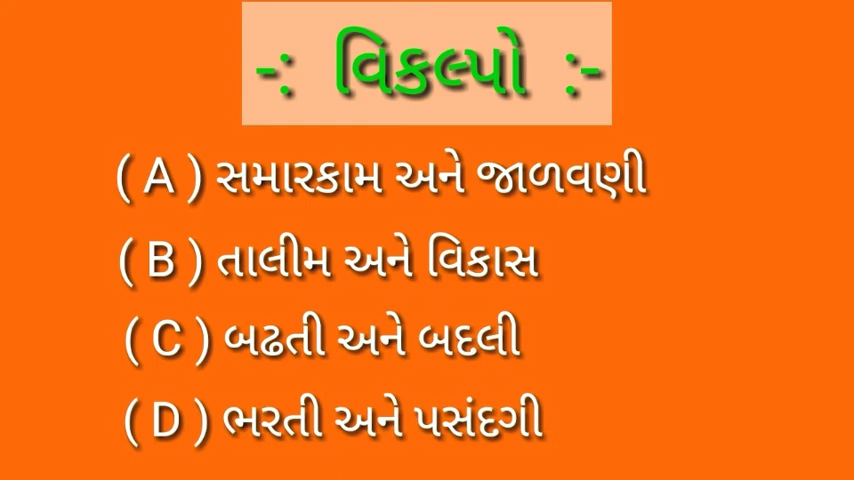 -: વિકલ્પો :-
( A ) સમારકામ અને જાળવણી
( B ) તાલીમ અને વિકાસ
( C ) બઢતી અને બદલી
( D ) ભરતી અને પસંદગી